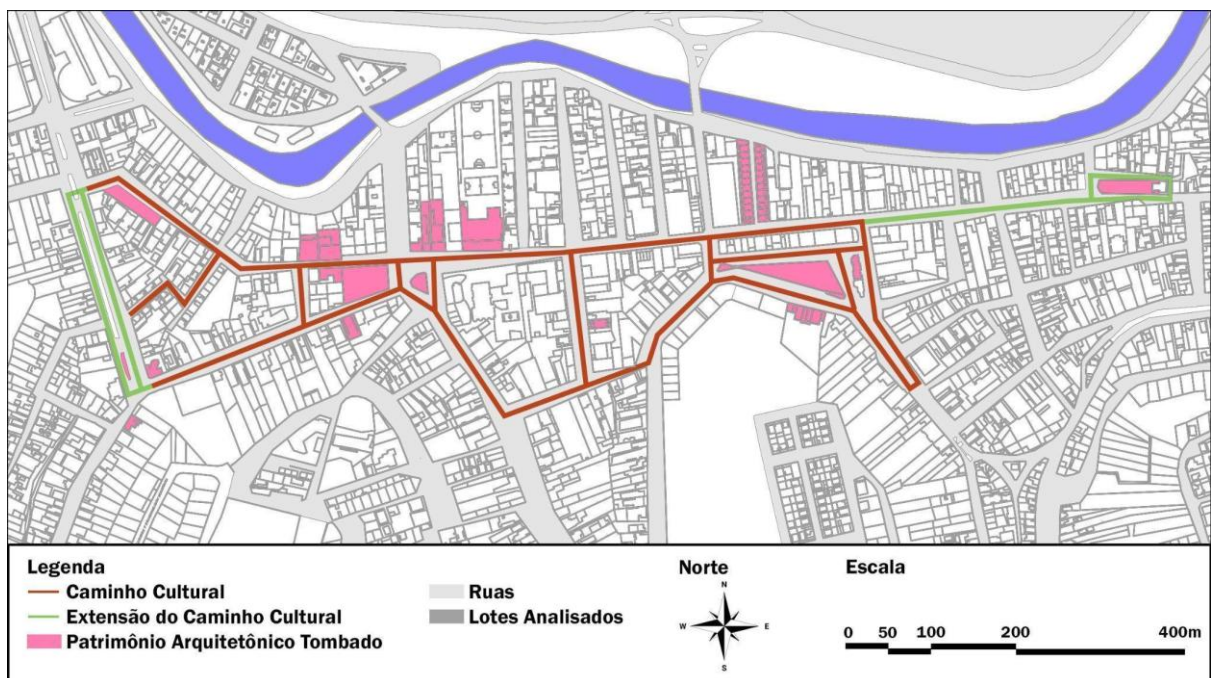 Legenda
Caminho Cultural
Extensão do Caminho Cultural
Patrimônio Arquitetônico Tombado
Ruas
Lotes Analisados
Norte
N
W E
S
Escala
0 50 100 200 400m